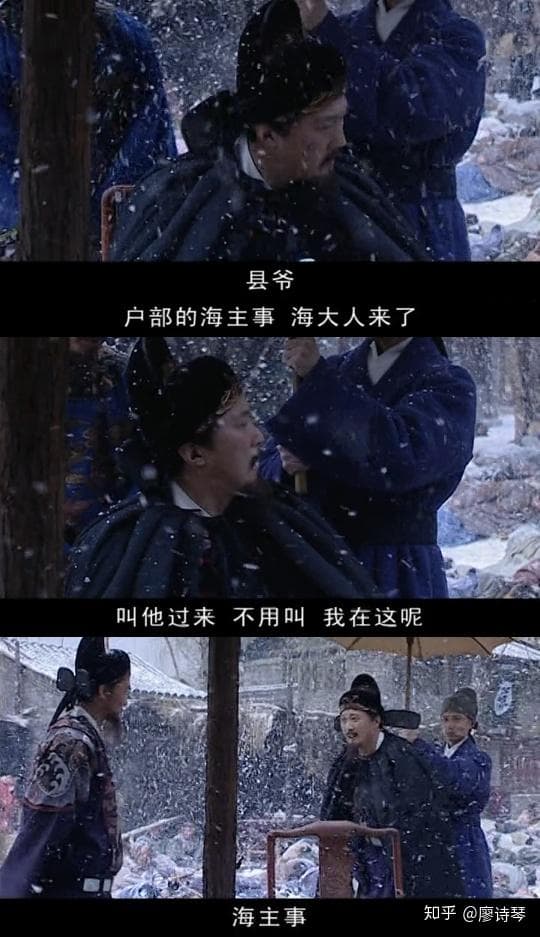 县爷
户部的海主事 海大人来了
叫他过来 不用叫 我在这呢
海主事
知乎 @廖诗琴